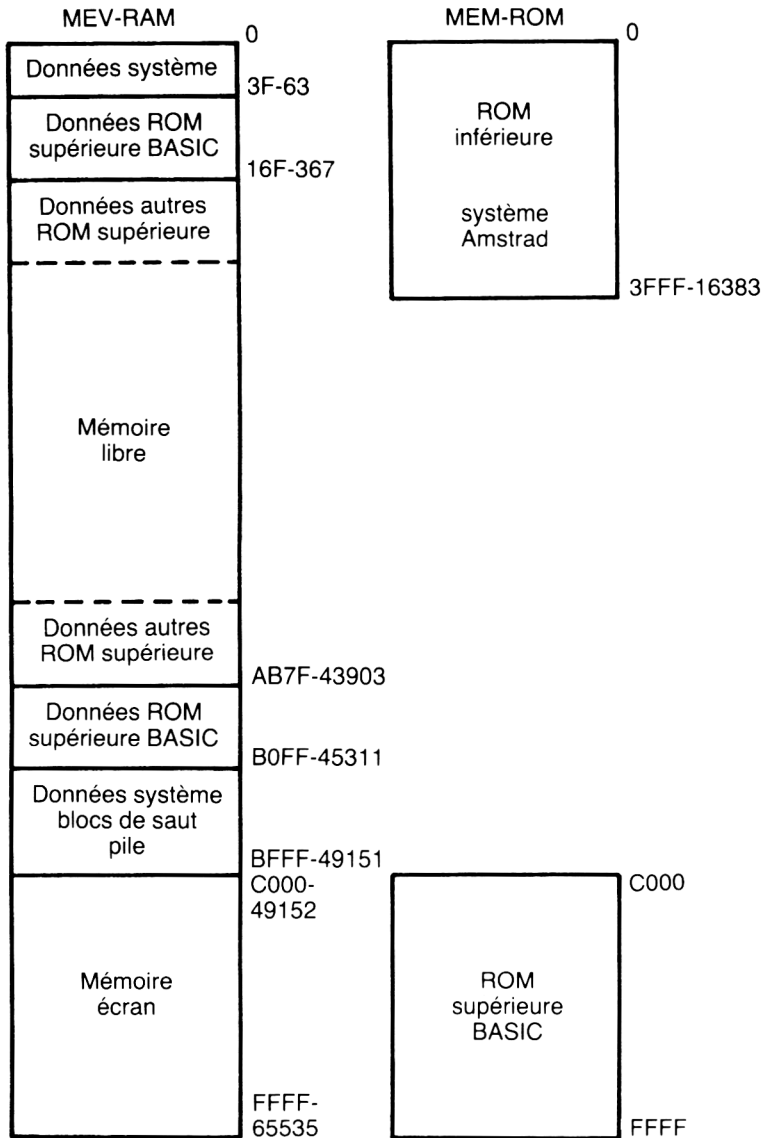 MEV-RAM
0
Données système
3F-63
Données ROM
supérieure BASIC
16F-367
Données autres
ROM supérieure
Mémoire
libre
Données autres
ROM supérieure
AB7F-43903
Données ROM
supérieure BASIC
B0FF-45311
Données système
blocs de saut
pile
BFFF-49151
C000-
49152
Mémoire
écran
FFFF-
65535
MEM-ROM
0
ROM
inférieure
système
Amstrad
3FFF-16383
C000
ROM
supérieure
BASIC
FFFF